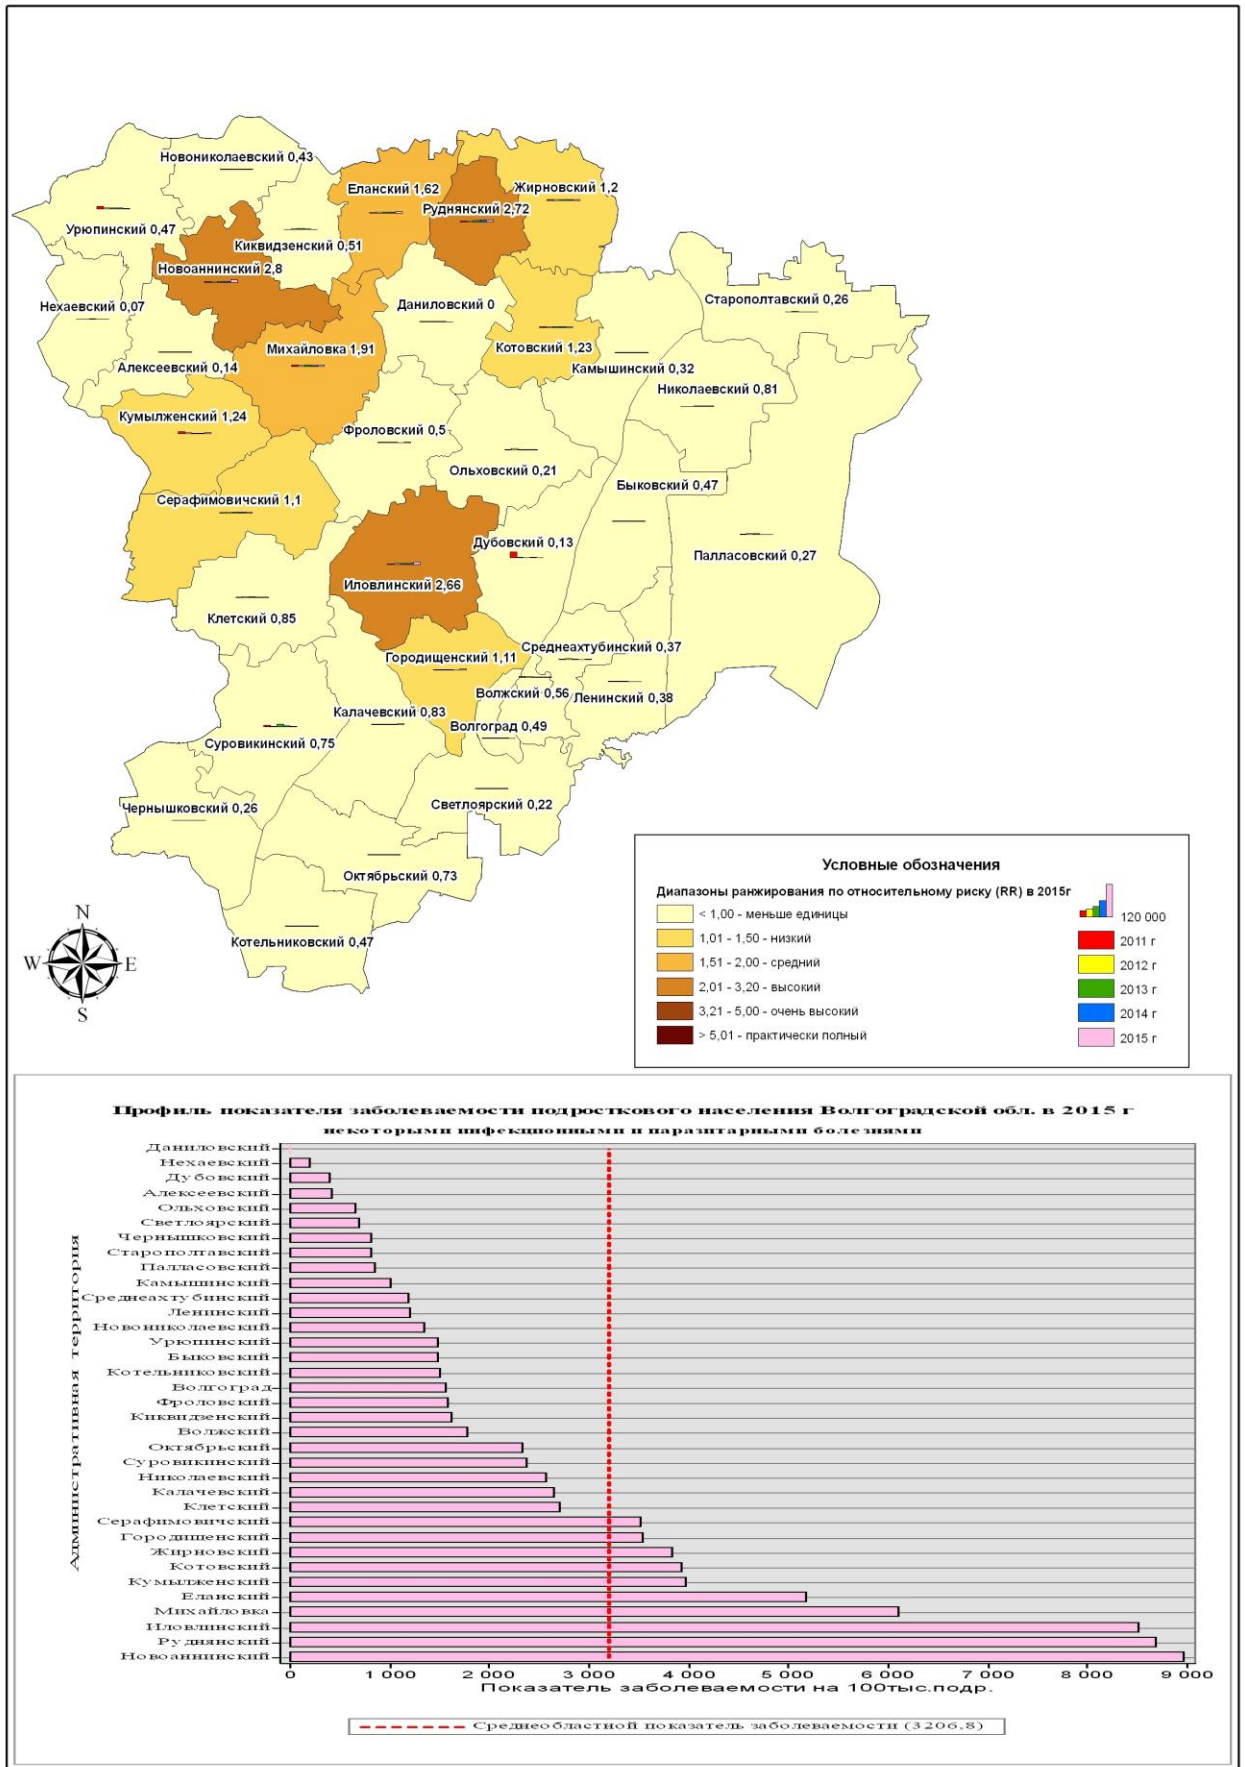 Новониколаевский 0,43
Еланский 1,62
Жирновский 1,2
Руднянский 2,72
Урюпинский 0,47
Киквидзенский 0,51
Новоаннинский 2,8
Нехаевский 0,07
Даниловский 0
Старополтавский 0,26
Михайловка 1,91
Котовский 1,23
Алексеевский 0,14
Камышинский 0,32
Николаевский 0,81
Кумылженский 1,24
Фроловский 0,5
Ольховский 0,21
Быковский 0,47
Серафимовичский 1,1
Дубовский 0,13
Палласовский 0,27
Иловлинский 2,66
Клетский 0,85
Среднеахтубинский 0,37
Городищенский 1,11
Волжский 0,56
Ленинский 0,38
Калачевский 0,83
Волгоград 0,49
Суровикинский 0,75
Чернышковский 0,26
Светлоярский 0,22
Октябрьский 0,73
Котельниковский 0,47
N
W
E
S
Условные обозначения
Диапазоны ранжирования по относительному риску (RR) в 2015г
< 1,00 - меньше единицы
1,01 - 1,50 - низкий
1,51 - 2,00 - средний
2,01 - 3,20 - высокий
3,21 - 5,00 - очень высокий
> 5,01 - практически полный
120 000
2011 г
2012 г
2013 г
2014 г
2015 г
Профиль показателя заболеваемости подросткового населения Волгоградской обл. в 2015 г
некоторыми инфекционными и паразитарными болезнями
Административная территория
Даниловский
Нехаевский
Дубовский
Алексеевский
Ольховский
Светлоярский
Чернышковский
Старополтавский
Палласовский
Камышинский
Среднеахтубинский
Ленинский
Новониколаевский
Урюпинский
Быковский
Котельниковский
Волгоград
Фроловский
Киквидзенский
Волжский
Октябрьский
Суровикинский
Николаевский
Калачевский
Клетский
Серафимовичский
Городищенский
Жирновский
Котовский
Кумылженский
Еланский
Михайловка
Иловлинский
Руднянский
Новоаннинский
0 1 000 2 000 3 000 4 000 5 000 6 000 7 000 8 000 9 000
Показатель заболеваемости на 100тыс.подр.
Среднеобластной показатель заболеваемости (3206,8)